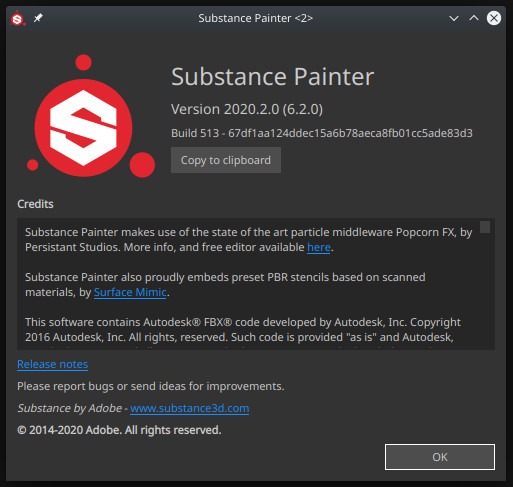 Substance Painter <2>
Substance Painter
Version 2020.2.0 (6.2.0)
Build 513 - 67df1aa124ddec15a6b78aeca8fb01cc5ade83d3
Copy to clipboard
Credits
Substance Painter makes use of the state of the art particle middleware Popcorn FX, by
Persistant Studios. More info, and free editor available here.
Substance Painter also proudly embeds preset PBR stencils based on scanned
materials, by Surface Mimic.
This software contains Autodesk® FBX® code developed by Autodesk, Inc. Copyright
2016 Autodesk, Inc. All rights, reserved. Such code is provided "as is" and Autodesk,
Release notes
Please report bugs or send ideas for improvements.
Substance by Adobe - www.substance3d.com
© 2014-2020 Adobe. All rights reserved.
OK